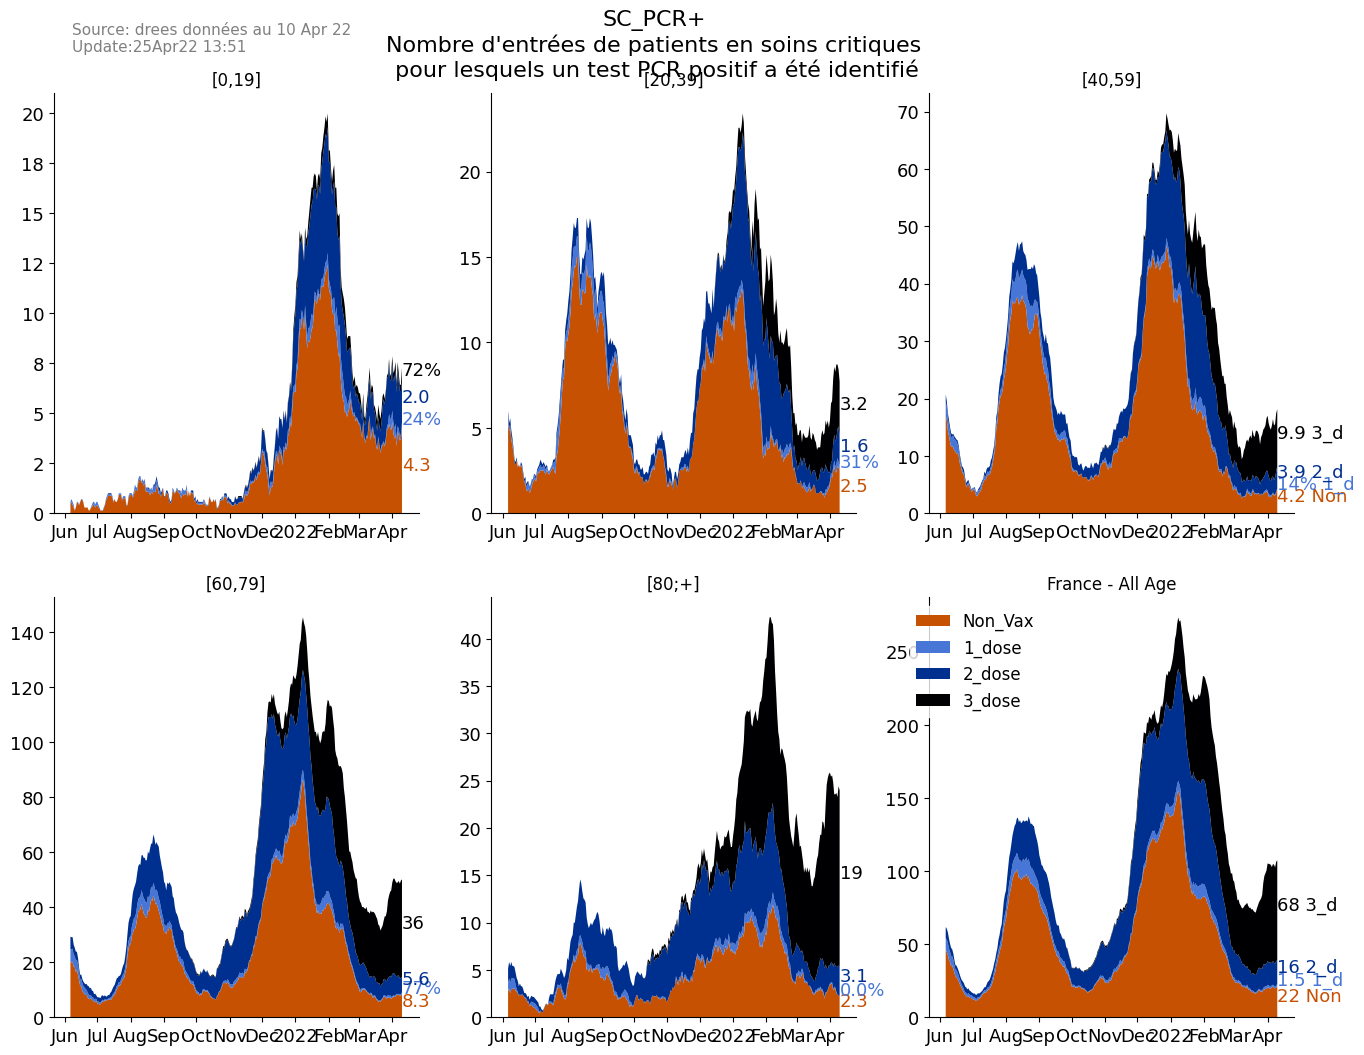 Source: drees données au 10 Apr 22
Update:25Apr22 13:51
SC_PCR+
Nombre d'entrées de patients en soins critiques
pour lesquels un test PCR positif a été identifié
[0,19]
20
18
15
12
10
8
5
2
0
72%
2.0
24%
4.3
Jun Jul Aug Sep Oct Nov Dec 2022 Feb Mar Apr
[20,39]
20
15
10
5
0
3.2
1.6
31%
2.5
Jun Jul Aug Sep Oct Nov Dec 2022 Feb Mar Apr
[40,59]
70
60
50
40
30
20
10
0
9.9 3_d
3.9 2_d
14% 1_d
4.2 Non
Jun Jul Aug Sep Oct Nov Dec 2022 Feb Mar Apr
[60,79]
140
120
100
80
60
40
20
0
36
5.6
77%
8.3
Jun Jul Aug Sep Oct Nov Dec 2022 Feb Mar Apr
[80;+]
40
35
30
25
20
15
10
5
0
19
3.1
0.0%
2.3
Jun Jul Aug Sep Oct Nov Dec 2022 Feb Mar Apr
France - All Age
Non_Vax
1_dose
2_dose
3_dose
250
200
150
100
50
0
68 3_d
16 2_d
1.5 1_d
22 Non
Jun Jul Aug Sep Oct Nov Dec 2022 Feb Mar Apr